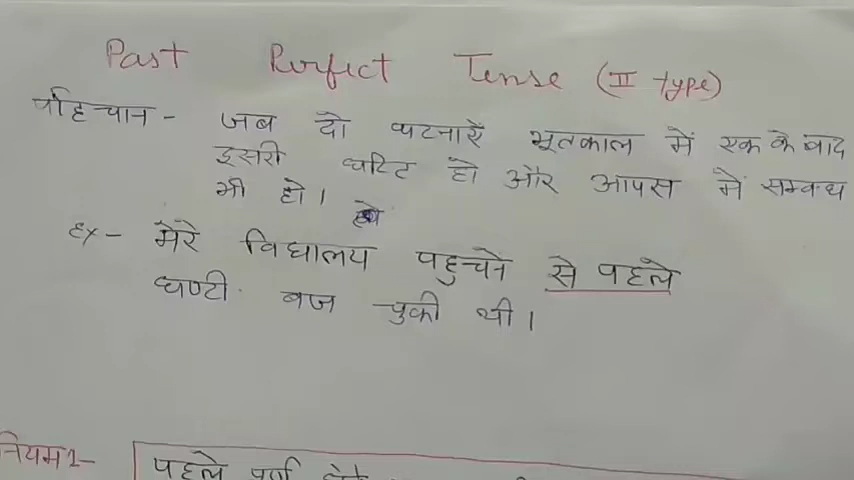 Past Perfect Tense (II type)
पहिचान - जब दो घटनाऐं भूतकाल में एक के बाद
दूसरी घटित हो और आपस में सम्बन्ध
भी हो।
Ex - मेरे विद्यालय पहुचने से पहले
घण्टी बज चुकी थी।
नियम 1-
पहले पूर्ण होने